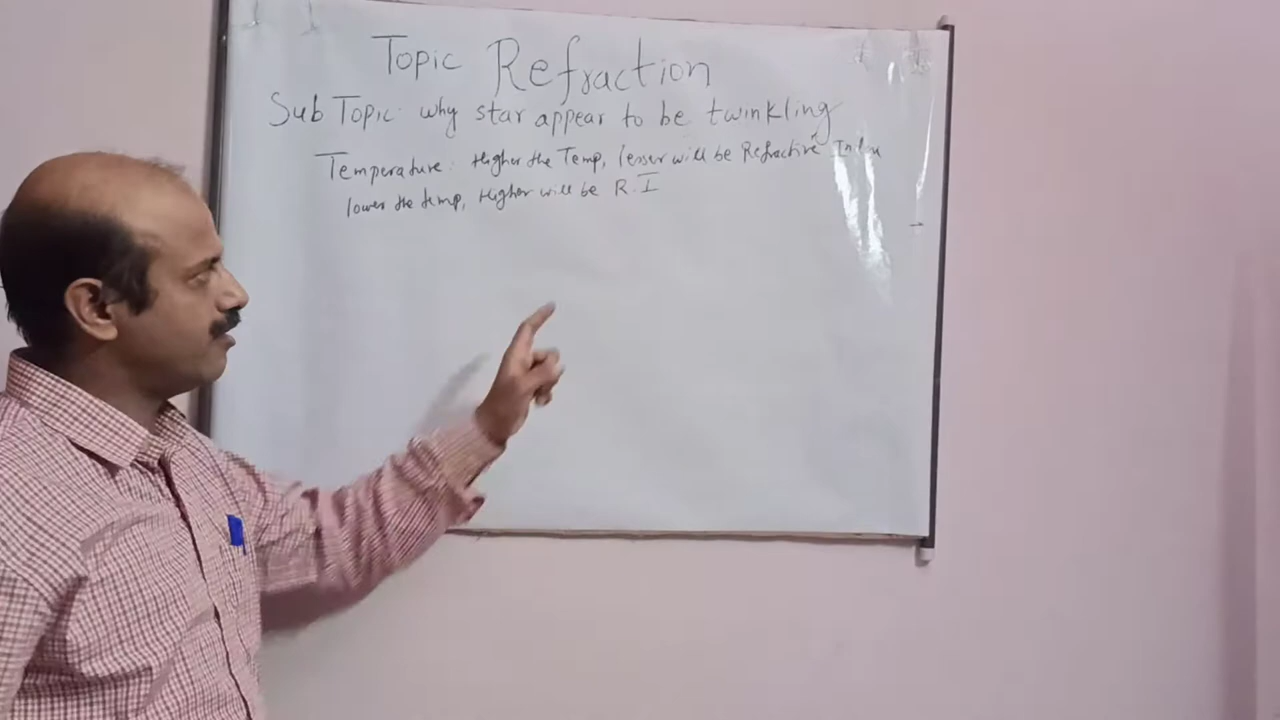 Topic Refraction
Sub Topic. why star appear to be twinkling
Temperature: Higher the Temp, lesser will be Refractive Index
lower the temp, Higher will be R.I